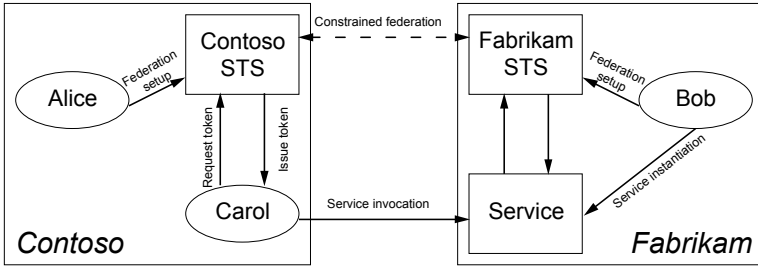 Constrained federation
Contoso
STS
Fabrikam
STS
Federation
setup
Federation
setup
Alice
Bob
Request token
Issue token
Service instantiation
Carol
Service invocation
Service
Contoso
Fabrikam